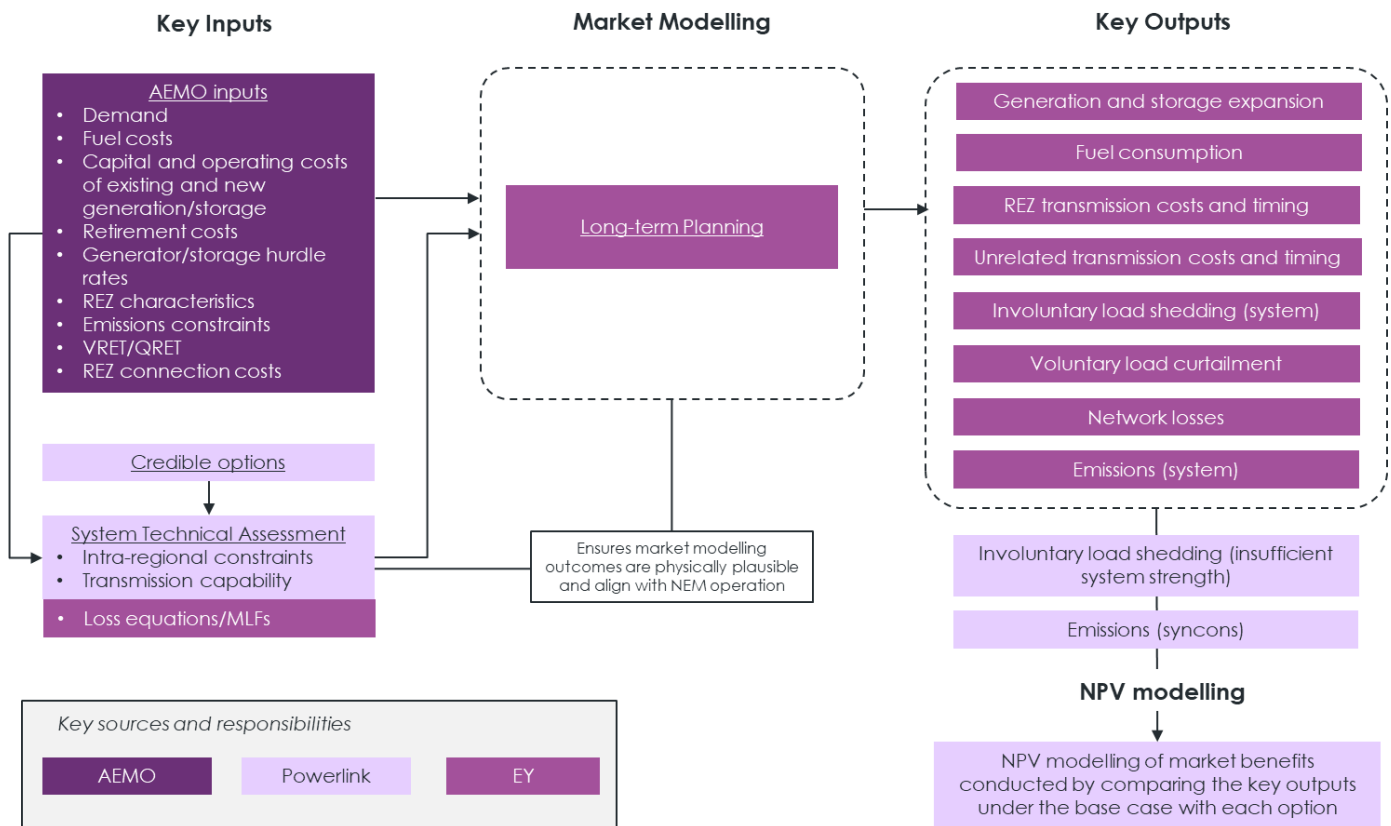 Key Inputs
Market Modelling
Key Outputs
AEMO inputs
• Demand
• Fuel costs
• Capital and operating costs
of existing and new
generation/storage
• Retirement costs
• Generator/storage hurdle
rates
• REZ characteristics
• Emissions constraints
• VRET/QRET
• REZ connection costs
Credible options
System Technical Assessment
• Intra-regional constraints
• Transmission capability
• Loss equations/MLFs
Long-term Planning
Ensures market modelling
outcomes are physically plausible
and align with NEM operation
Generation and storage expansion
Fuel consumption
REZ transmission costs and timing
Unrelated transmission costs and timing
Involuntary load shedding (system)
Voluntary load curtailment
Network losses
Emissions (system)
Involuntary load shedding (insufficient
system strength)
Emissions (syncons)
NPV modelling
NPV modelling of market benefits
conducted by comparing the key outputs
under the base case with each option
Key sources and responsibilities
AEMO
Powerlink
EY